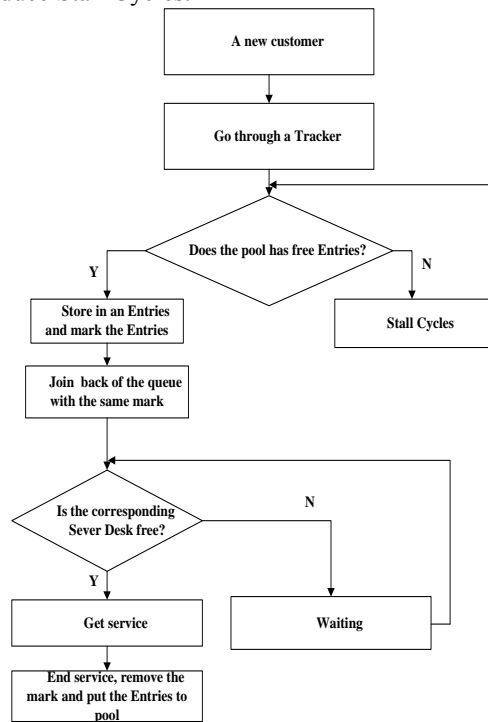 A new customer
Go through a Tracker
Does the pool has free Entries?
Y
N
Store in an Entries
and mark the Entries
Stall Cycles
Join back of the queue
with the same mark
Is the corresponding
Sever Desk free?
N
Y
Get service
Waiting
End service, remove the
mark and put the Entries to
pool